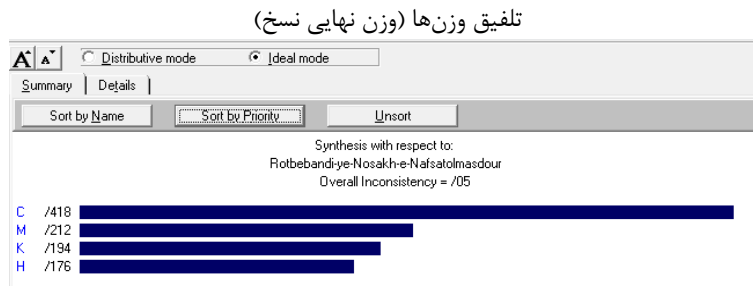 تلفیق وزن‌ها (وزن نهایی نسخ)
A A Distributive mode Ideal mode
Summary Details
Sort by Name Sort by Priority Unsort
Synthesis with respect to:
Rotbebandi-ye-Nosakh-e-Nafsatolmasdour
Overall Inconsistency = /05
C /418
M /212
K /194
H /176